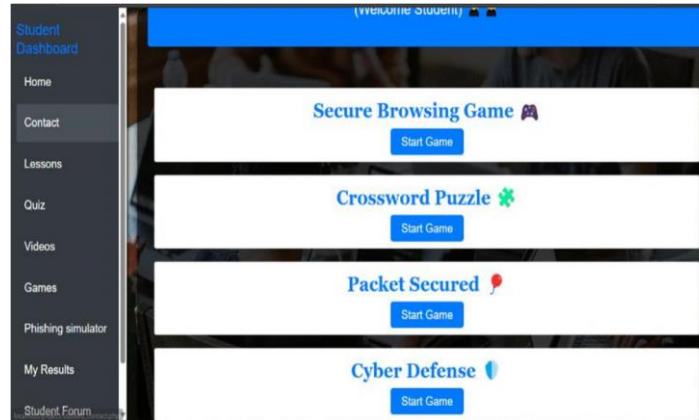 (Welcome Student)
Student
Dashboard
Home
Contact
Lessons
Quiz
Videos
Games
Phishing simulator
My Results
Student Forum
Secure Browsing Game 🎮
Start Game
Crossword Puzzle 🧩
Start Game
Packet Secured 🎈
Start Game
Cyber Defense 🛡️
Start Game